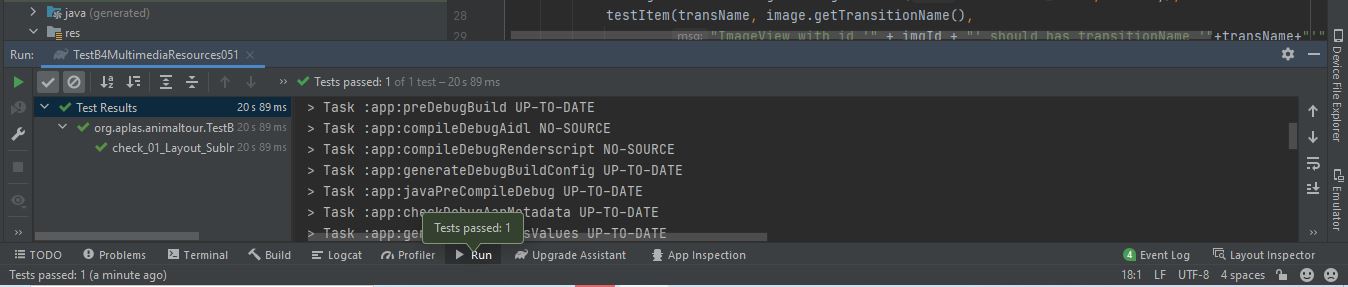 java (generated)
res
28 testItem(transName, image.getTransitionName(),
29 msg: "ImageView with id '" + imgId + "' should has transitionName '"+transName+"'"
Run: TestB4MultimediaResources051
Tests passed: 1 of 1 test – 20 s 89 ms
Test Results 20 s 89 ms
org.aplas.animaltour.TestB 20 s 89 ms
check_01_Layout_SubIn 20 s 89 ms
> Task :app:preDebugBuild UP-TO-DATE
> Task :app:compileDebugAidl NO-SOURCE
> Task :app:compileDebugRenderscript NO-SOURCE
> Task :app:generateDebugBuildConfig UP-TO-DATE
> Task :app:javaPreCompileDebug UP-TO-DATE
> Task :app:checkDebugAarMetadata UP-TO-DATE
> Task :app:gen sValues UP-TO-DATE
Tests passed: 1
Device File Explorer
Emulator
TODO Problems Terminal Build Logcat Profiler Run Upgrade Assistant App Inspection 4 Event Log Layout Inspector
Tests passed: 1 (a minute ago) 18:1 LF UTF-8 4 spaces